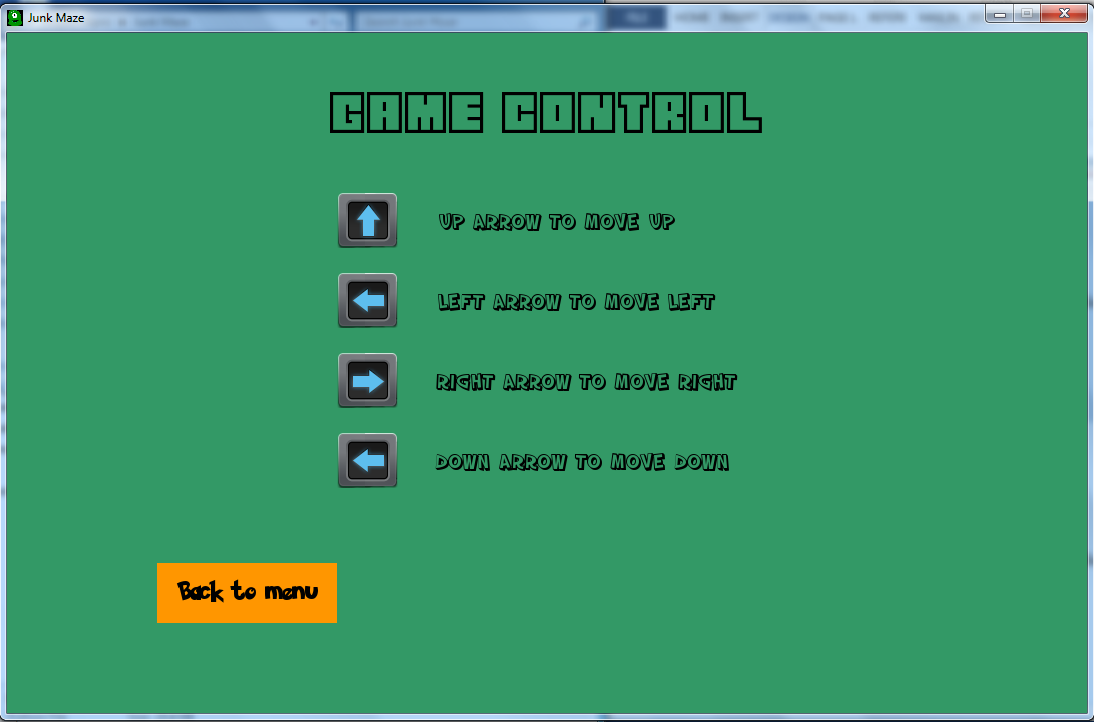 Junk Maze
GAME CONTROL
UP ARROW TO MOVE UP
LEFT ARROW TO MOVE LEFT
RIGHT ARROW TO MOVE RIGHT
DOWN ARROW TO MOVE DOWN
Back to menu